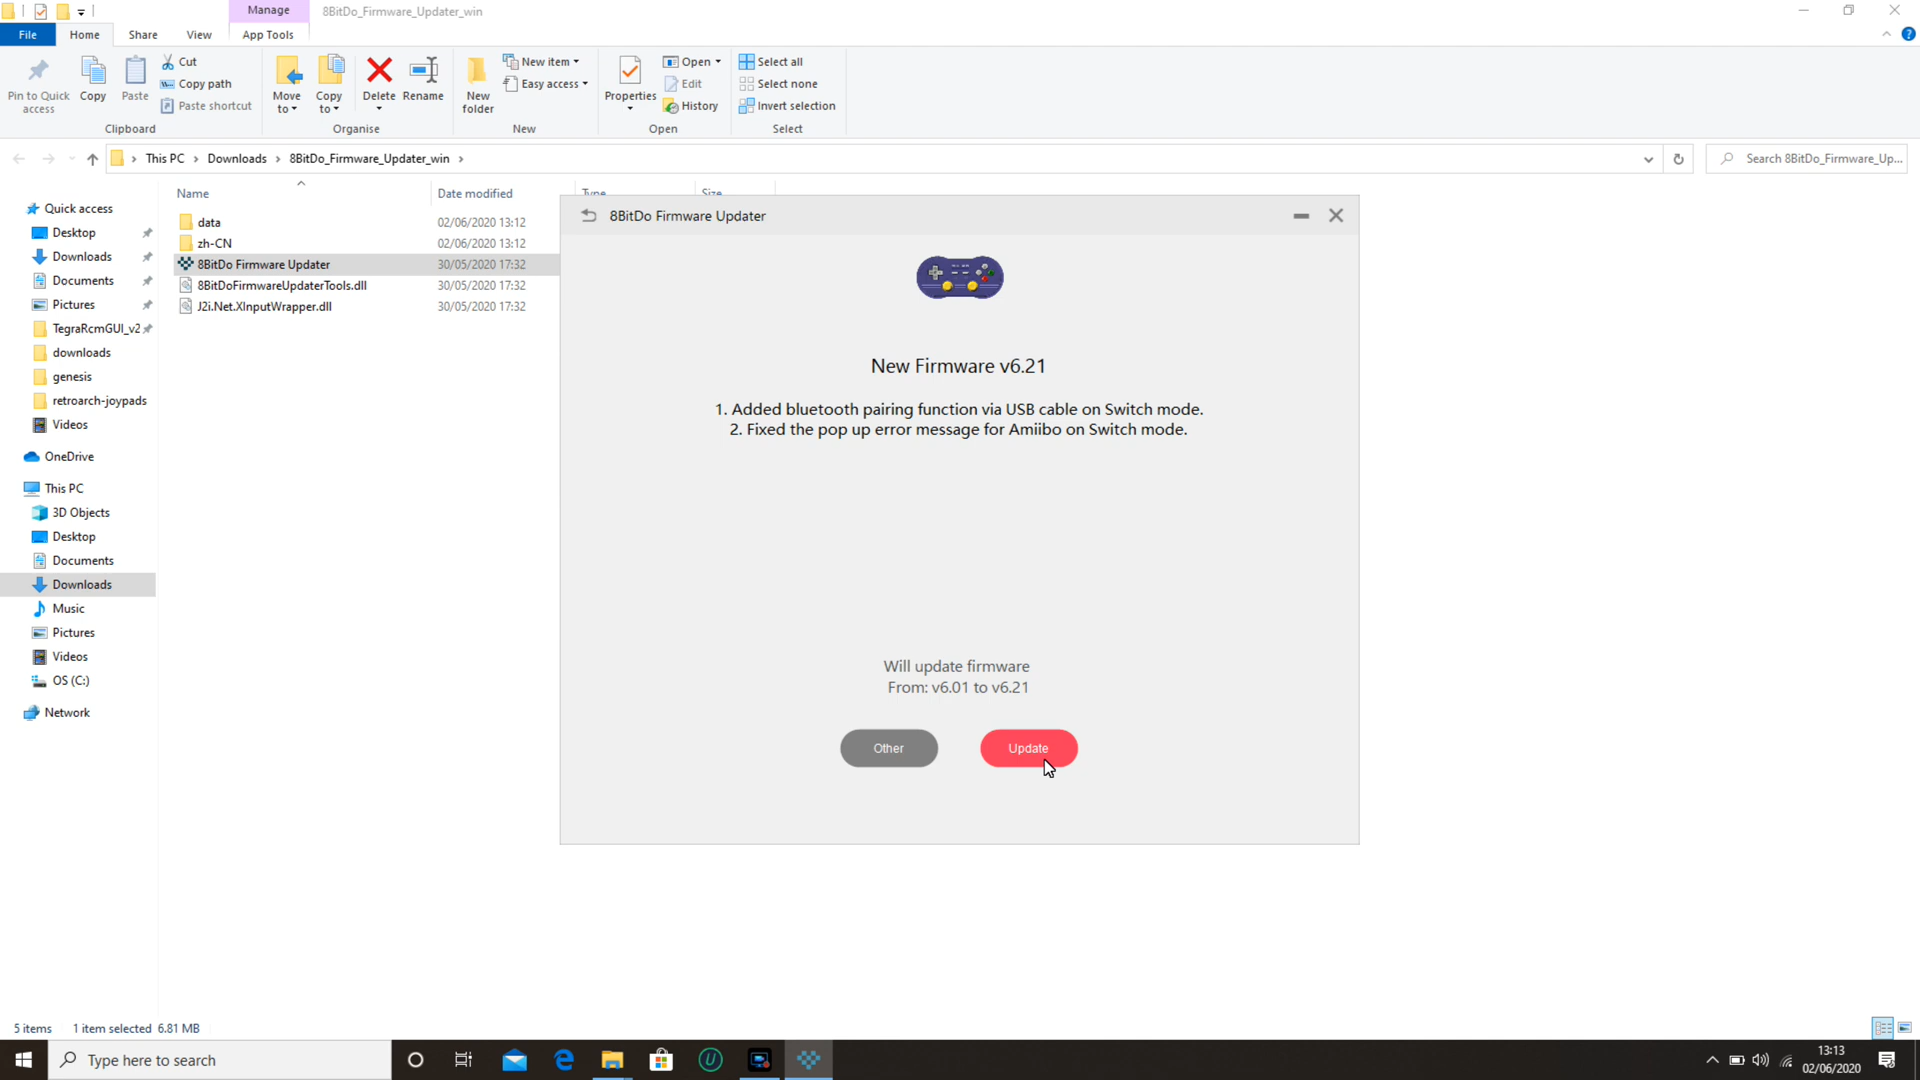 Manage
8BitDo_Firmware_Updater_win
File
Home
Share
View
App Tools
Pin to Quick access
Copy
Paste
Cut
Copy path
Paste shortcut
Clipboard
Move to
Copy to
Delete
Rename
Organise
New folder
New item
Easy access
New
Properties
Open
Edit
History
Open
Select all
Select none
Invert selection
Select
This PC
Downloads
8BitDo_Firmware_Updater_win
Search 8BitDo_Firmware_Up...
Name
Date modified
Type
Size
Quick access
Desktop
Downloads
Documents
Pictures
TegraRcmGUI_v2
downloads
genesis
retroarch-joypads
Videos
OneDrive
This PC
3D Objects
Desktop
Documents
Downloads
Music
Pictures
Videos
OS (C:)
Network
data 02/06/2020 13:12
zh-CN 02/06/2020 13:12
8BitDo Firmware Updater 30/05/2020 17:32
8BitDoFirmwareUpdaterTools.dll 30/05/2020 17:32
J2i.Net.XInputWrapper.dll 30/05/2020 17:32
8BitDo Firmware Updater
New Firmware v6.21
1. Added bluetooth pairing function via USB cable on Switch mode.
2. Fixed the pop up error message for Amiibo on Switch mode.
Will update firmware
From: v6.01 to v6.21
Other
Update
5 items 1 item selected 6.81 MB
Type here to search
13:13
02/06/2020